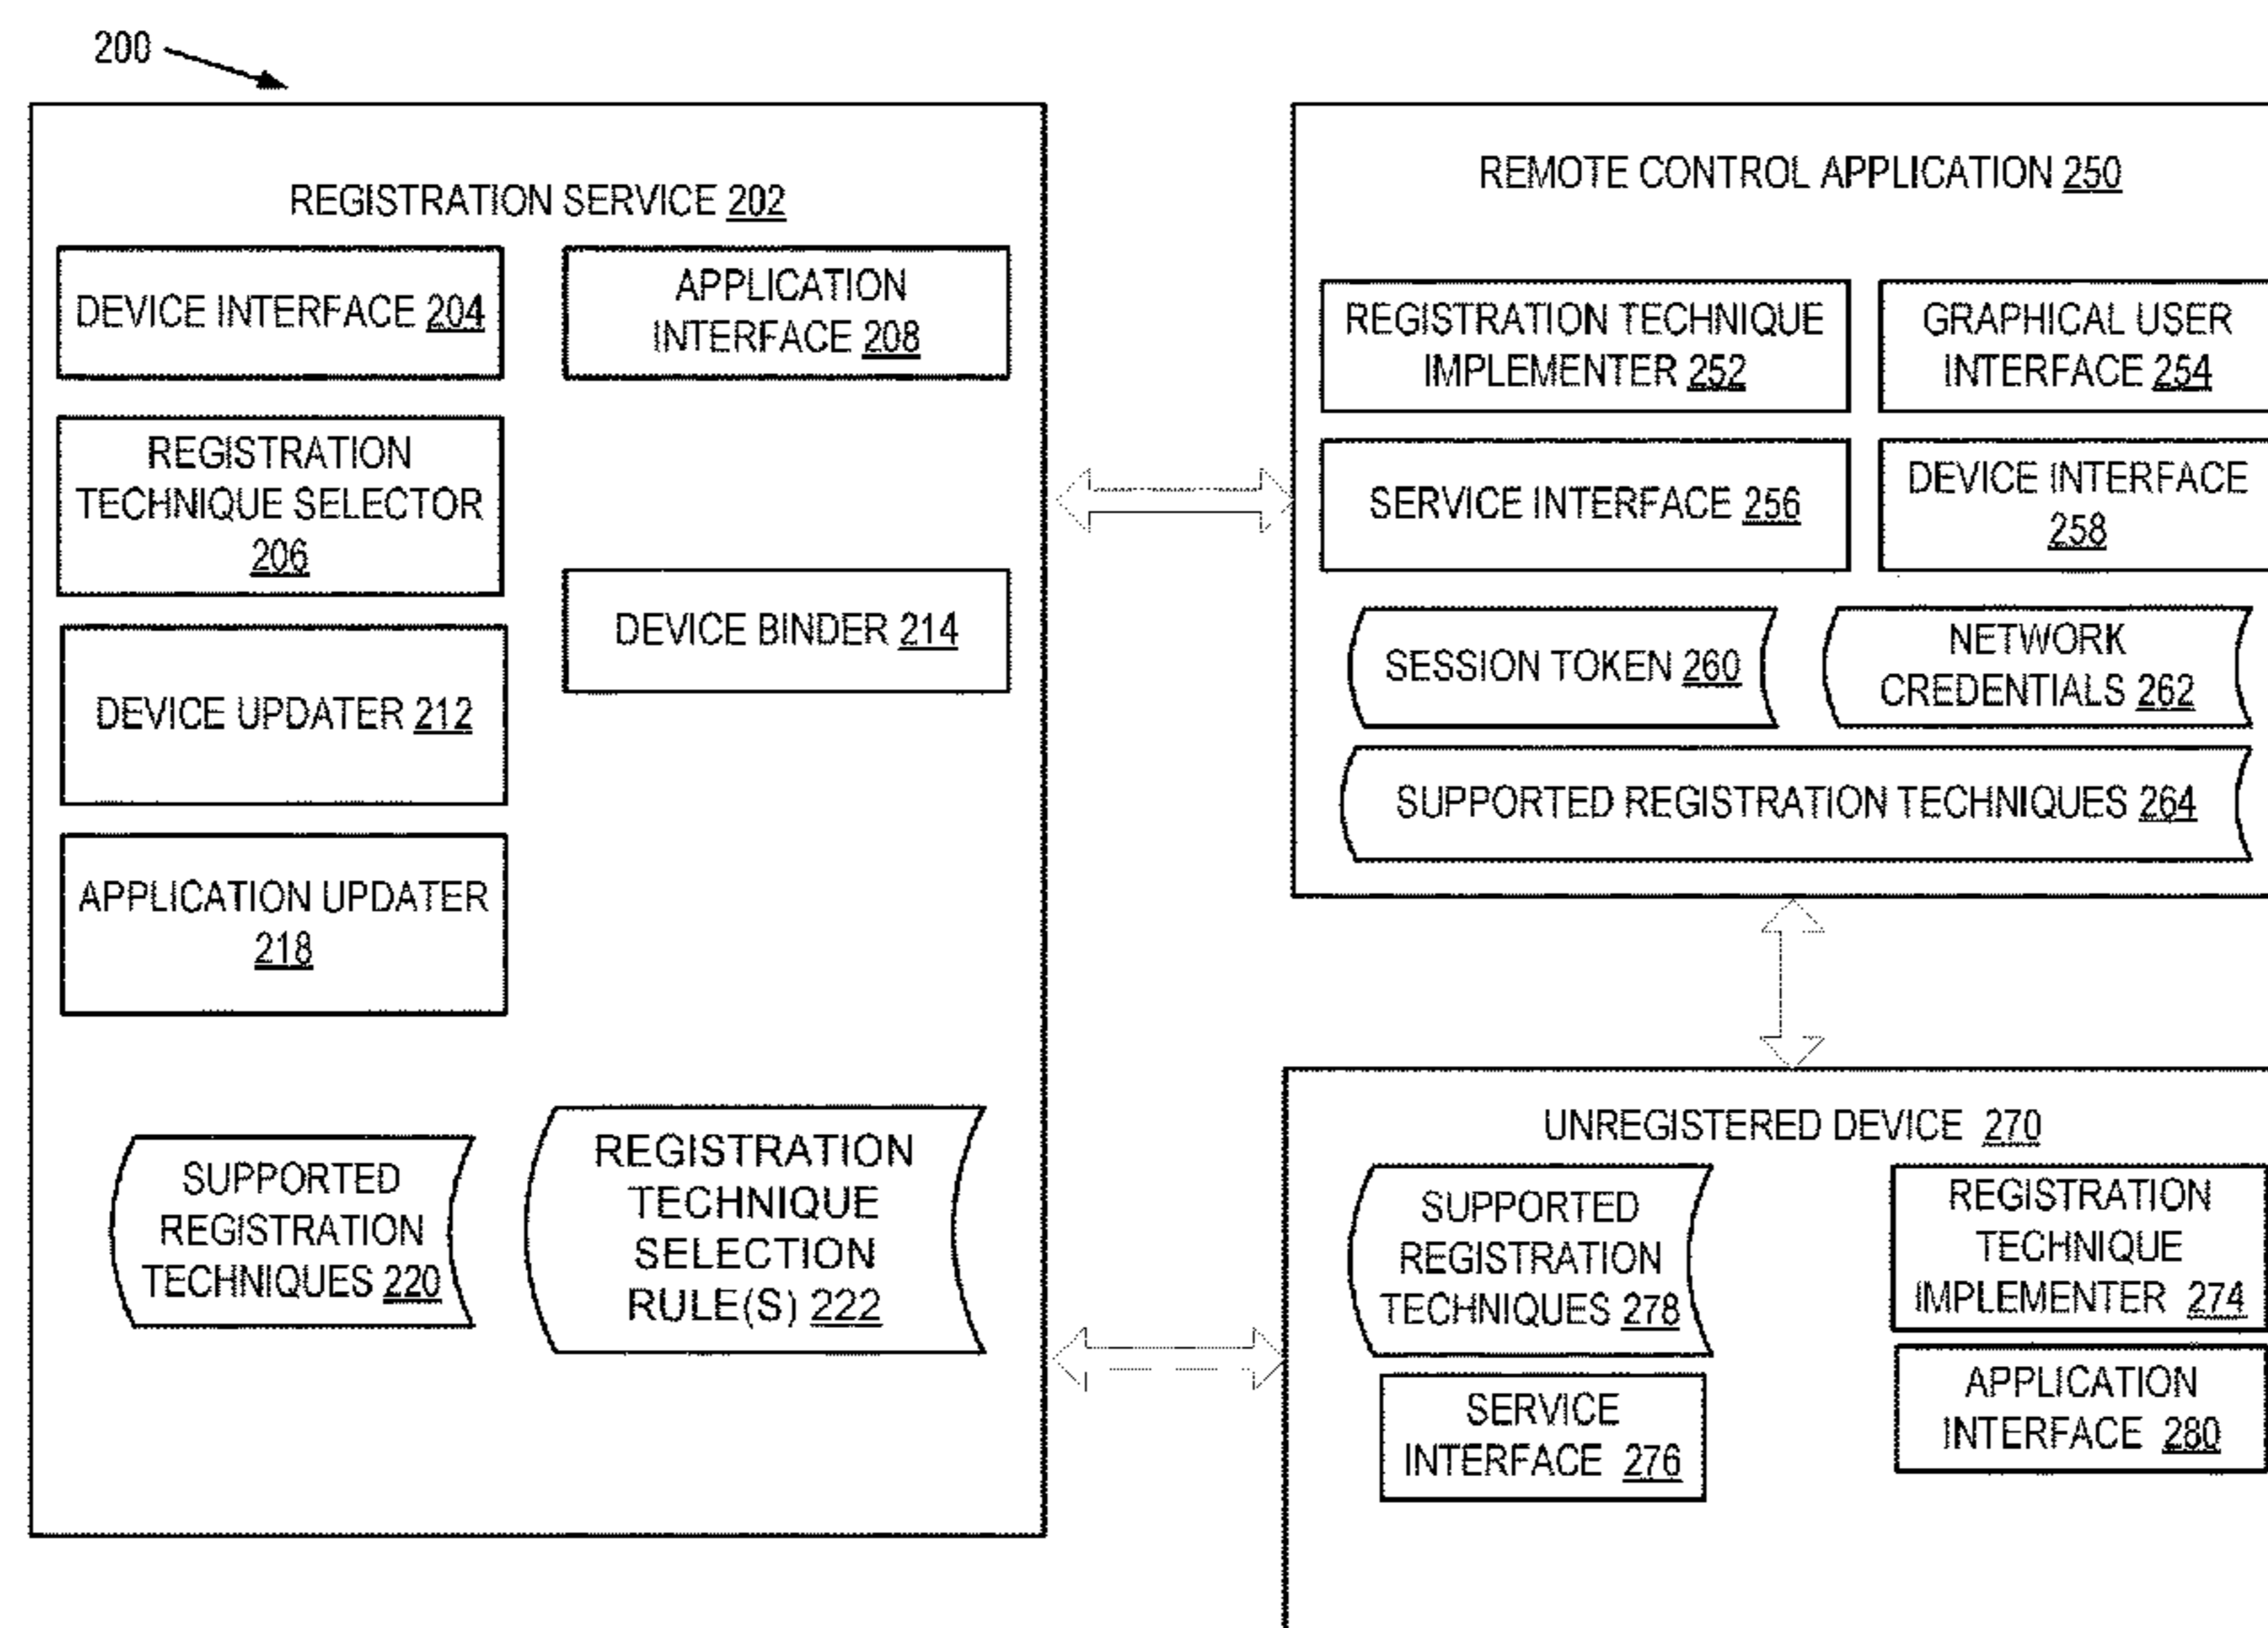 200
REGISTRATION SERVICE 202
DEVICE INTERFACE 204
APPLICATION
INTERFACE 208
REGISTRATION
TECHNIQUE SELECTOR
206
DEVICE UPDATER 212
DEVICE BINDER 214
APPLICATION UPDATER
218
SUPPORTED
REGISTRATION
TECHNIQUES 220
REGISTRATION
TECHNIQUE
SELECTION
RULE(S) 222
REMOTE CONTROL APPLICATION 250
REGISTRATION TECHNIQUE
IMPLEMENTER 252
GRAPHICAL USER
INTERFACE 254
SERVICE INTERFACE 256
DEVICE INTERFACE
258
SESSION TOKEN 260
NETWORK
CREDENTIALS 262
SUPPORTED REGISTRATION TECHNIQUES 264
UNREGISTERED DEVICE 270
SUPPORTED
REGISTRATION
TECHNIQUES 278
REGISTRATION
TECHNIQUE
IMPLEMENTER 274
SERVICE
INTERFACE 276
APPLICATION
INTERFACE 280